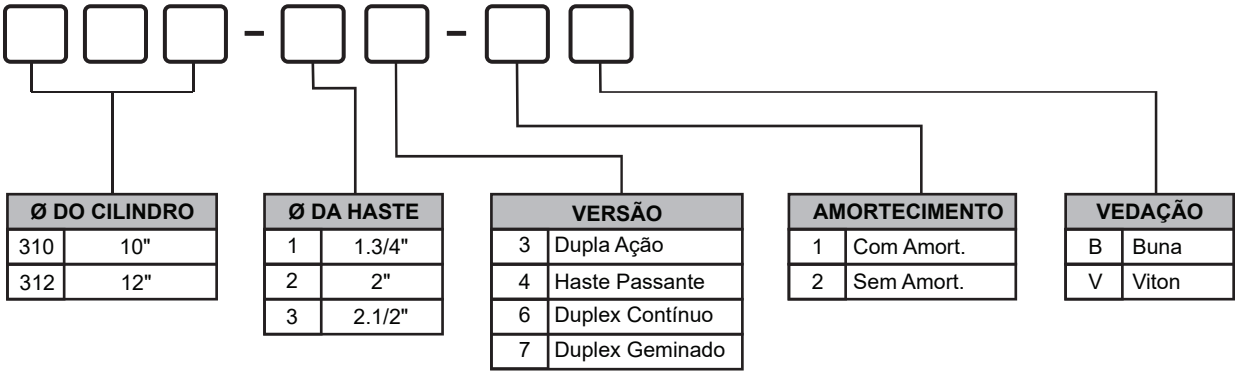 - -
Ø DO CILINDRO
310 10"
312 12"
Ø DA HASTE
1 1.3/4"
2 2"
3 2.1/2"
VERSÃO
3 Dupla Ação
4 Haste Passante
6 Duplex Contínuo
7 Duplex Geminado
AMORTECIMENTO
1 Com Amort.
2 Sem Amort.
VEDAÇÃO
B Buna
V Viton